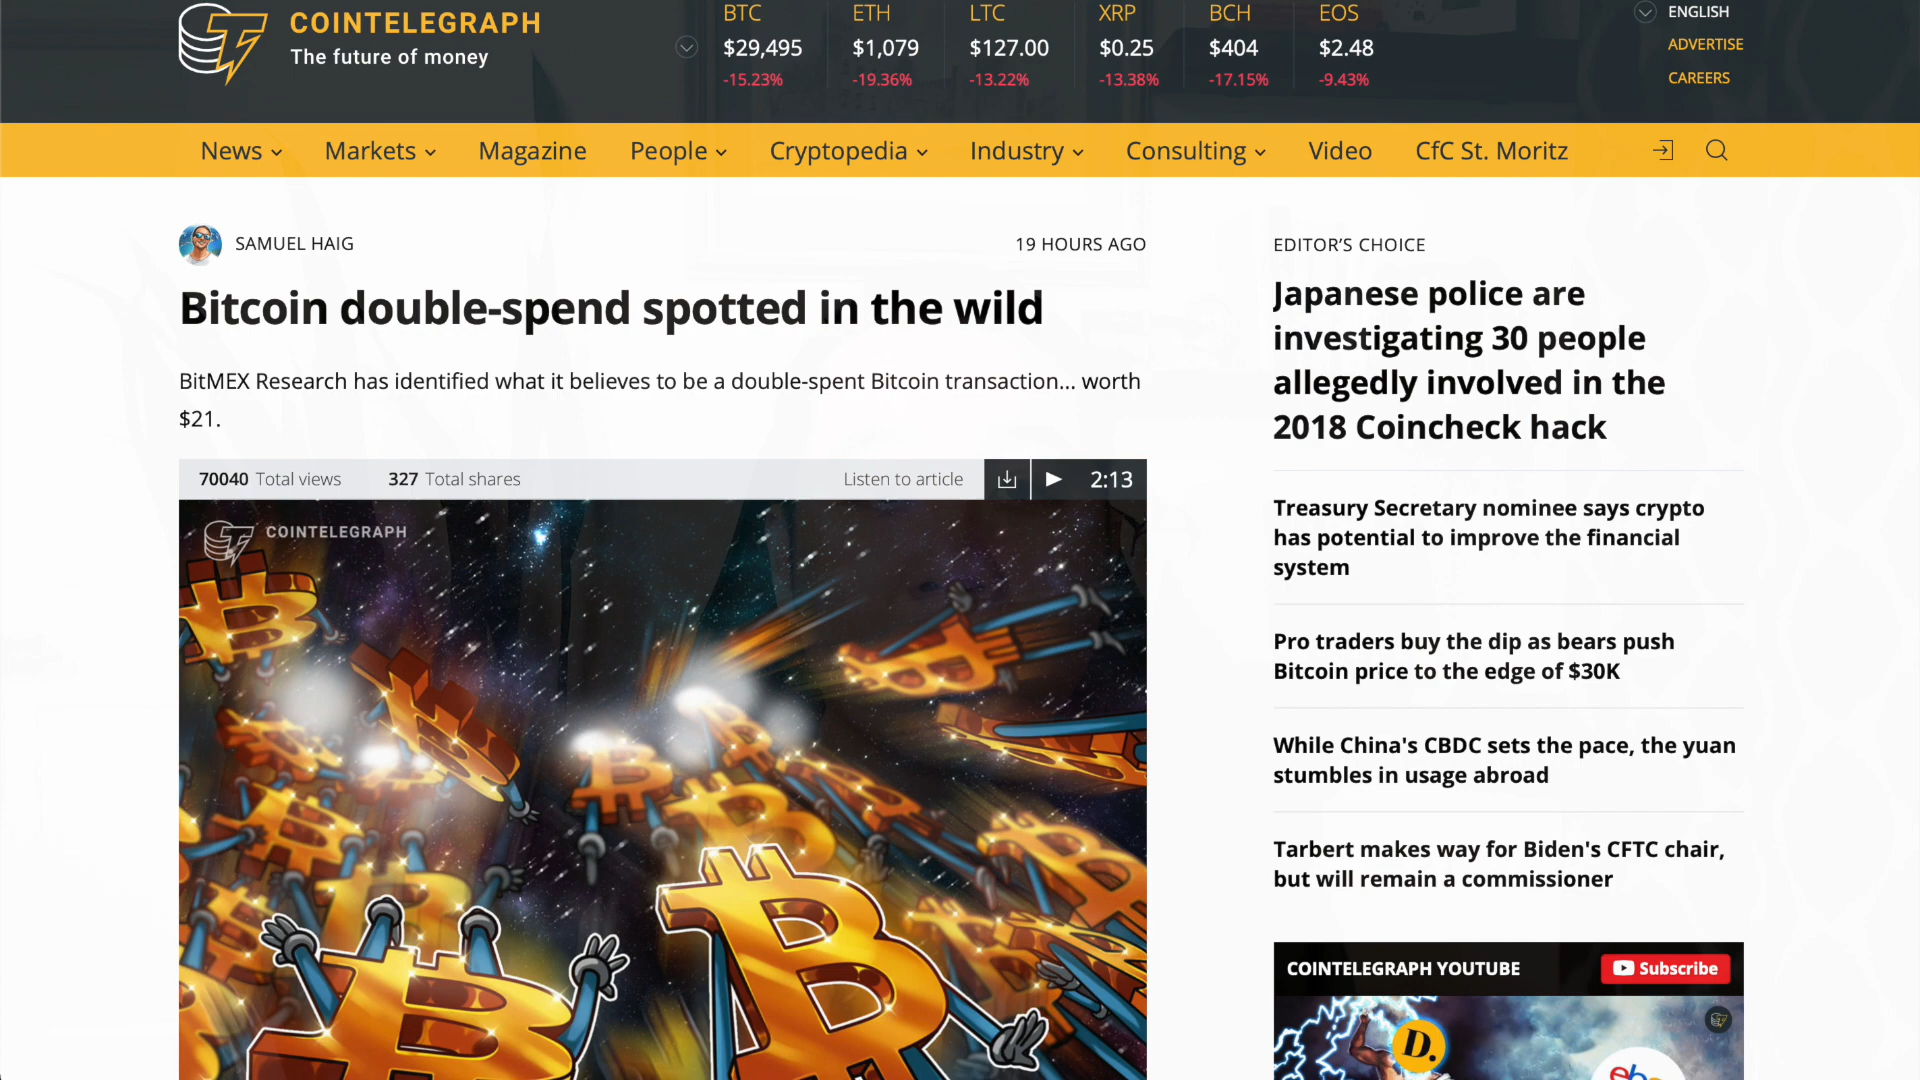 COINTELEGRAPH
The future of money
BTC
$29,495
-15.23%
ETH
$1,079
-19.36%
LTC
$127.00
-13.22%
XRP
$0.25
-13.38%
BCH
$404
-17.15%
EOS
$2.48
-9.43%
ENGLISH
ADVERTISE
CAREERS
News Markets Magazine People Cryptopedia Industry Consulting Video CfC St. Moritz
SAMUEL HAIG
19 HOURS AGO
Bitcoin double-spend spotted in the wild
BitMEX Research has identified what it believes to be a double-spent Bitcoin transaction... worth
$21.
70040 Total views 327 Total shares Listen to article 2:13
COINTELEGRAPH
EDITOR'S CHOICE
Japanese police are
investigating 30 people
allegedly involved in the
2018 Coincheck hack
Treasury Secretary nominee says crypto
has potential to improve the financial
system
Pro traders buy the dip as bears push
Bitcoin price to the edge of $30K
While China's CBDC sets the pace, the yuan
stumbles in usage abroad
Tarbert makes way for Biden's CFTC chair,
but will remain a commissioner
COINTELEGRAPH YOUTUBE
Subscribe
D.